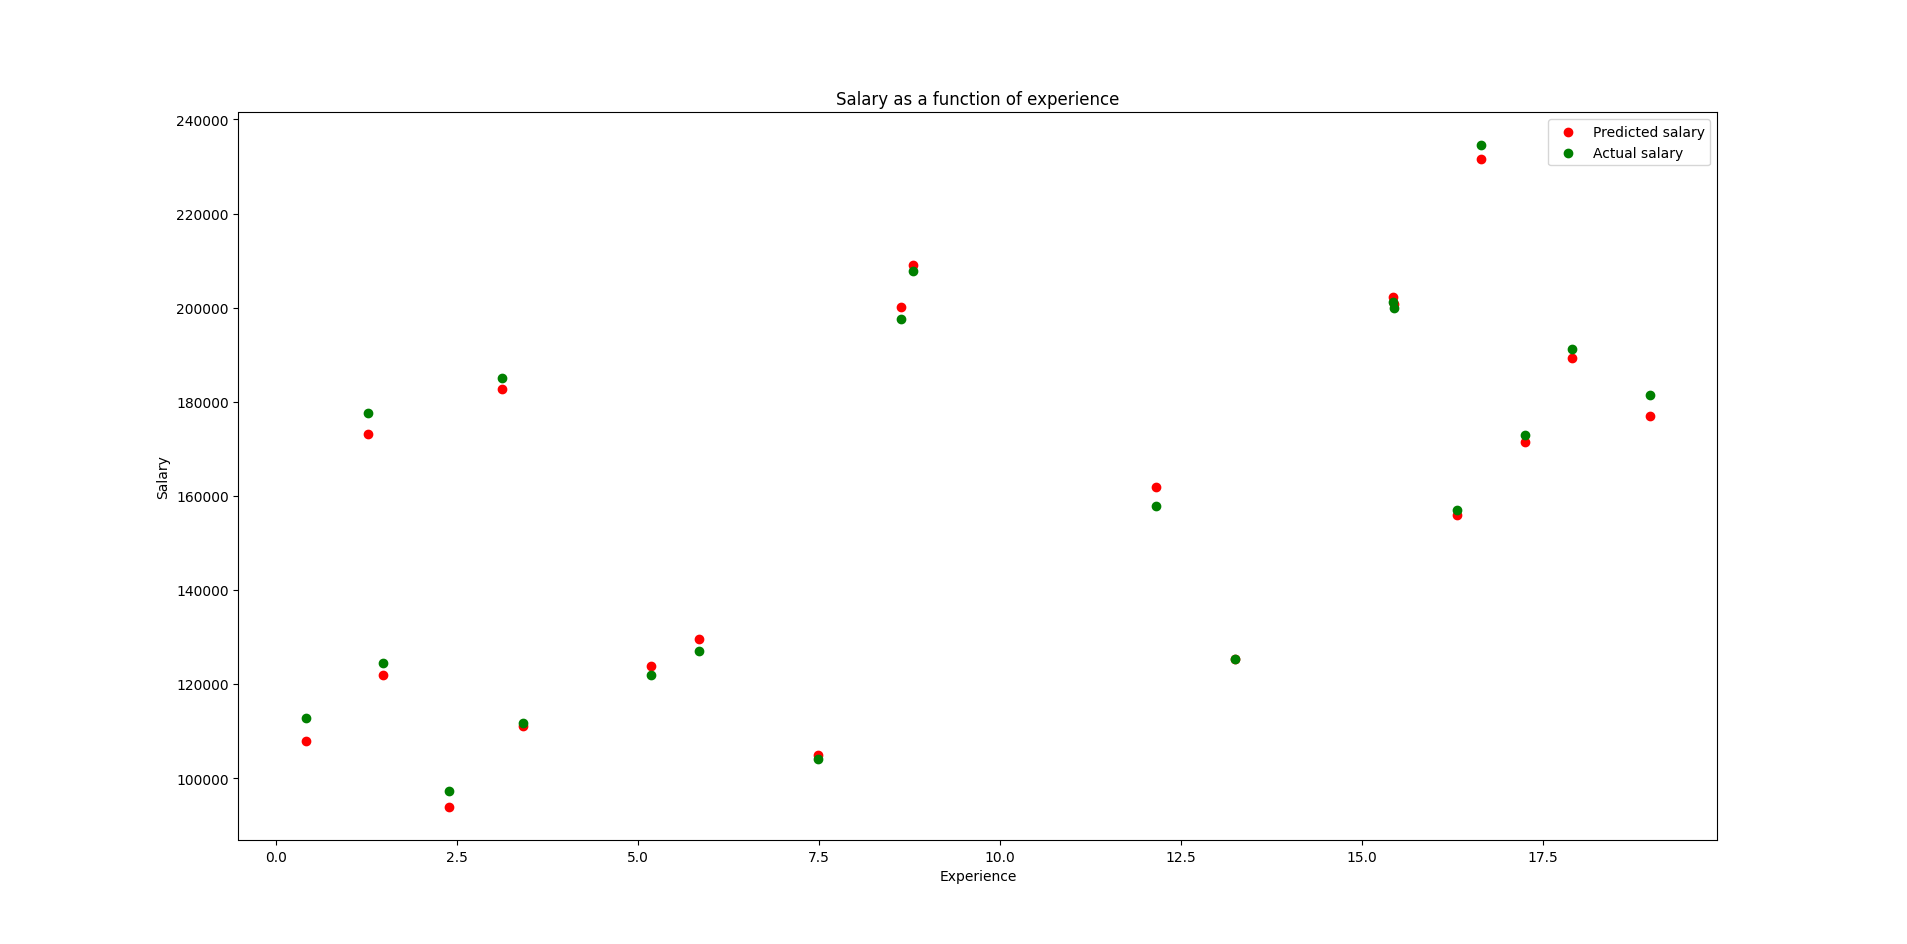 Salary as a function of experience
Predicted salary
Actual salary
240000
220000
200000
180000
160000
140000
120000
100000
Salary
0.0 2.5 5.0 7.5 10.0 12.5 15.0 17.5
Experience